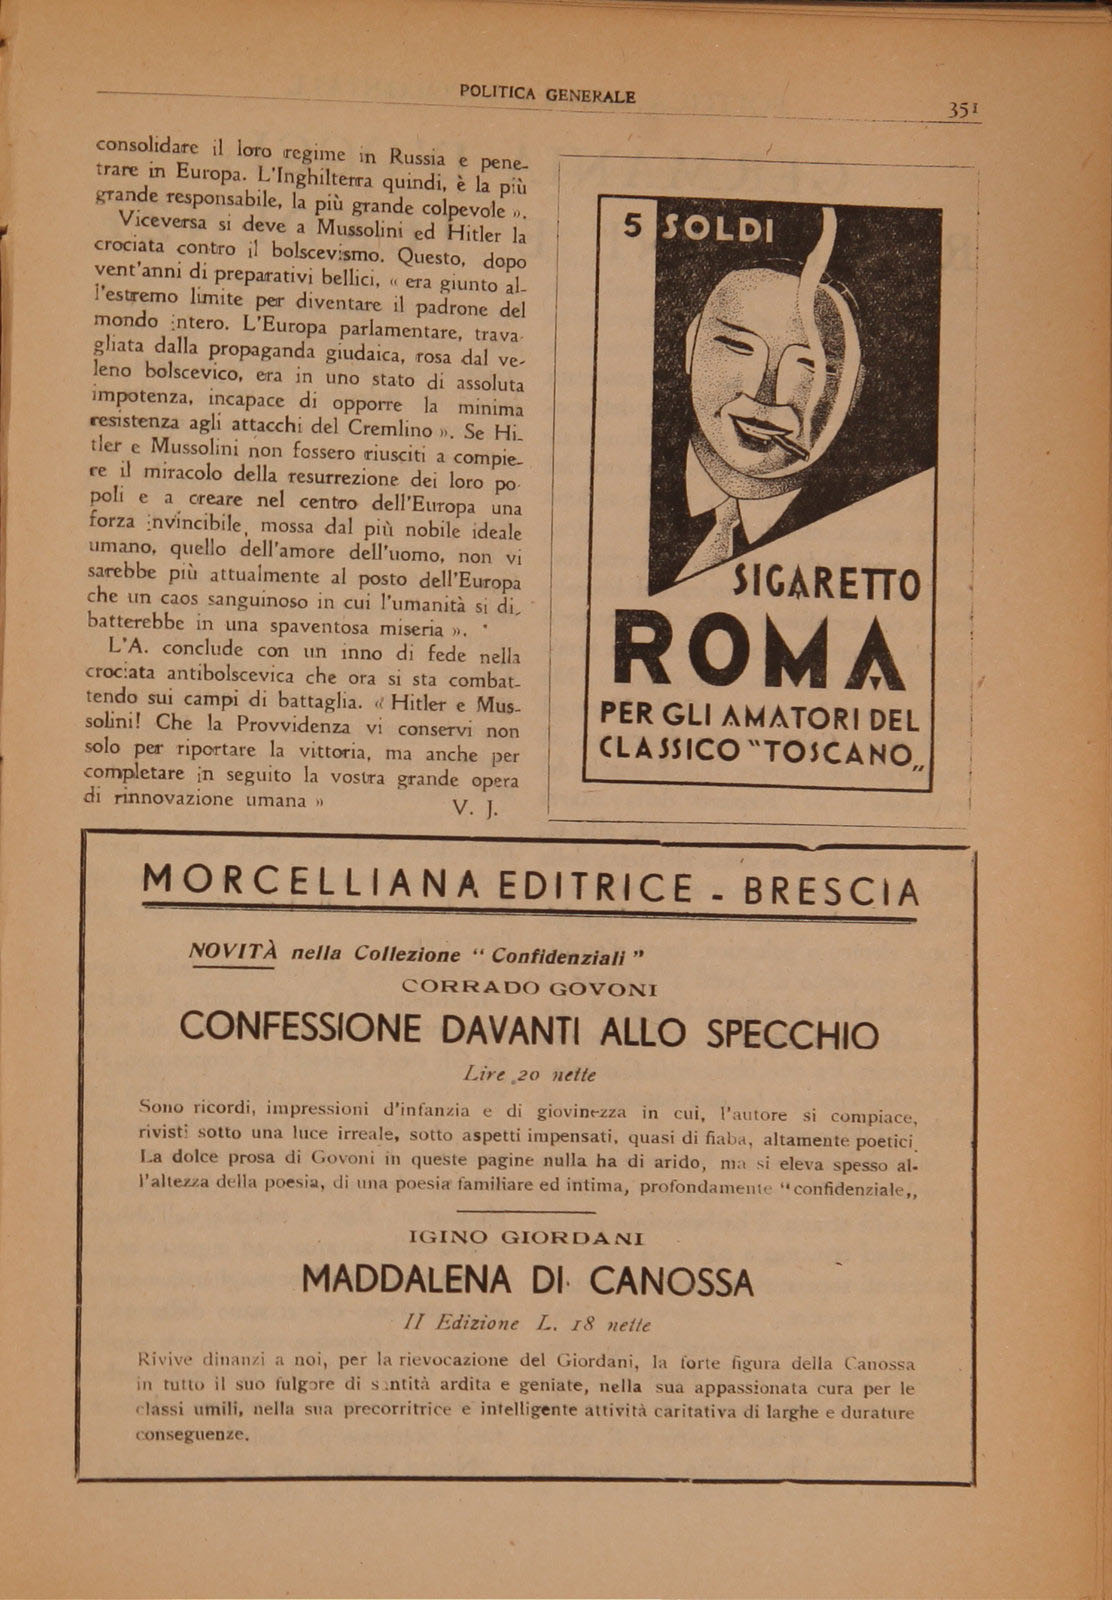 POLITICA GENERALE
351
consolidare il loro regime in Russia e pene-
trare in Europa. L'Inghilterra quindi, è la più
grande responsabile, la più grande colpevole ».
Viceversa si deve a Mussolini ed Hitler la
crociata contro il bolscevismo. Questo, dopo
vent'anni di preparativi bellici, « era giunto al-
l'estremo limite per diventare il padrone del
mondo intero. L'Europa parlamentare, trava-
gliata dalla propaganda giudaica, rosa dal ve-
leno bolscevico, era in uno stato di assoluta
impotenza, incapace di opporre la minima
resistenza agli attacchi del Cremlino ». Se Hi-
tler e Mussolini non fossero riusciti a compie-
re il miracolo della resurrezione dei loro po-
poli e a creare nel centro dell'Europa una
forza invincibile, mossa dal più nobile ideale
umano, quello dell'amore dell'uomo, non vi
sarebbe più attualmente al posto dell'Europa
che un caos sanguinoso in cui l'umanità si di-
batterebbe in una spaventosa miseria ».
L'A. conclude con un inno di fede nella
crociata antibolscevica che ora si sta combat-
tendo sui campi di battaglia. « Hitler e Mus-
solini! Che la Provvidenza vi conservi non
solo per riportare la vittoria, ma anche per
completare in seguito la vostra grande opera
di rinnovazione umana »
V. J.
5 SOLDI
SIGARETTO
ROMA
PER GLI AMATORI DEL
CLASSICO "TOSCANO„
MORCELLIANA EDITRICE - BRESCIA
NOVITÀ nella Collezione “ Confidenziali ”
CORRADO GOVONI
CONFESSIONE DAVANTI ALLO SPECCHIO
Lire 20 nette
Sono ricordi, impressioni d'infanzia e di giovinezza in cui, l'autore si compiace,
rivisti sotto una luce irreale, sotto aspetti impensati, quasi di fiaba, altamente poetici.
La dolce prosa di Govoni in queste pagine nulla ha di arido, ma si eleva spesso al-
l'altezza della poesia, di una poesia familiare ed intima, profondamente “confidenziale„
IGINO GIORDANI
MADDALENA DI CANOSSA
II Edizione L. 18 nette
Rivive dinanzi a noi, per la rievocazione del Giordani, la forte figura della Canossa
in tutto il suo fulgore di santità ardita e geniate, nella sua appassionata cura per le
classi umili, nella sua precorritrice e intelligente attività caritativa di larghe e durature
conseguenze.